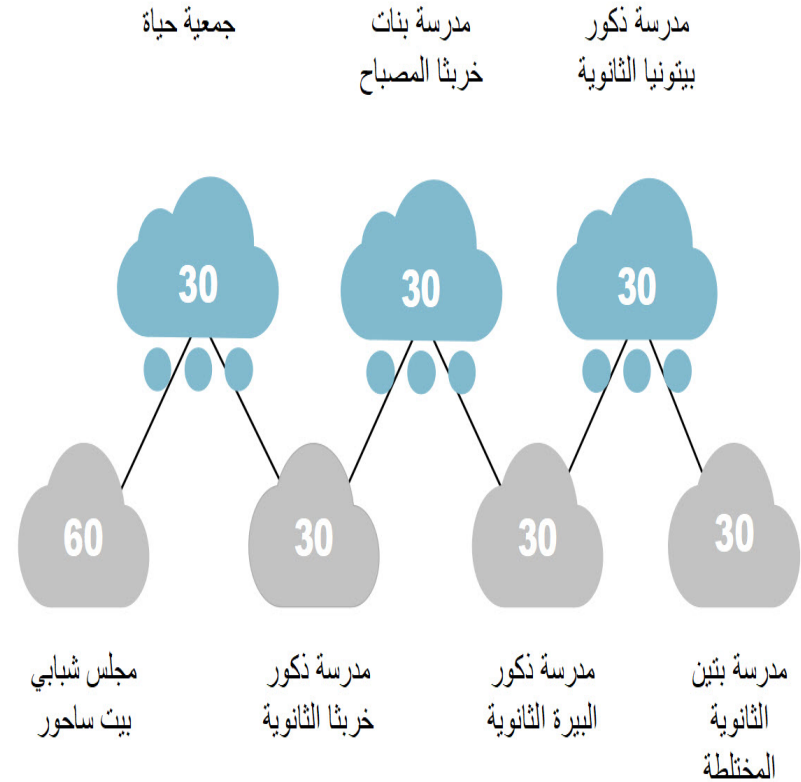 مدرسة ذكور
بيتونيا الثانوية
مدرسة بنات
خربثا المصباح
جمعية حياة
30
30
30
30
30
30
60
مدرسة بتين
الثانوية
المختلطة
مدرسة ذكور
البيرة الثانوية
مدرسة ذكور
خربثا الثانوية
مجلس شبابي
بيت ساحور